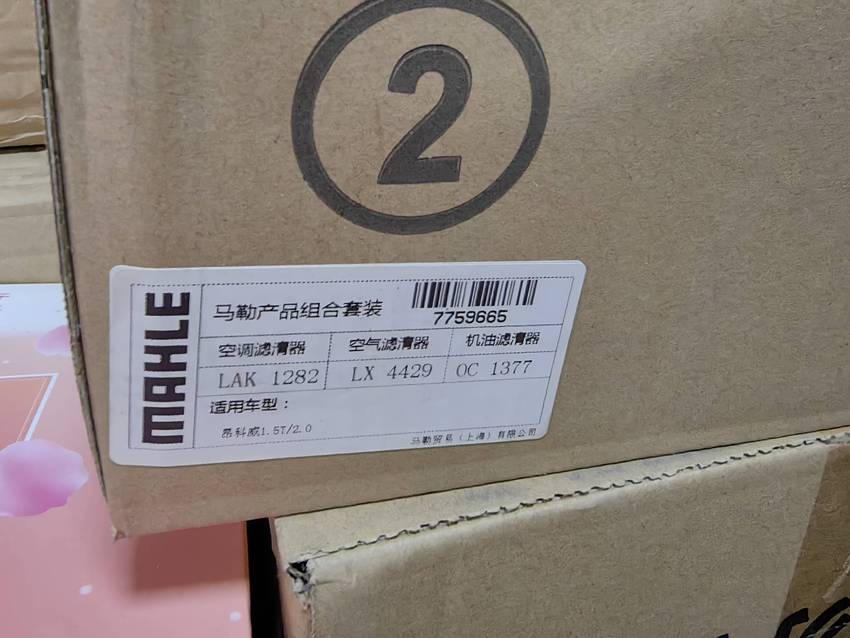 2
MAHLE
马勒产品组合套装
7759665
空调滤清器 空气滤清器 机油滤清器
LAK 1282 LX 4429 OC 1377
适用车型：
昂科威1.5T/2.0
马勒贸易（上海）有限公司